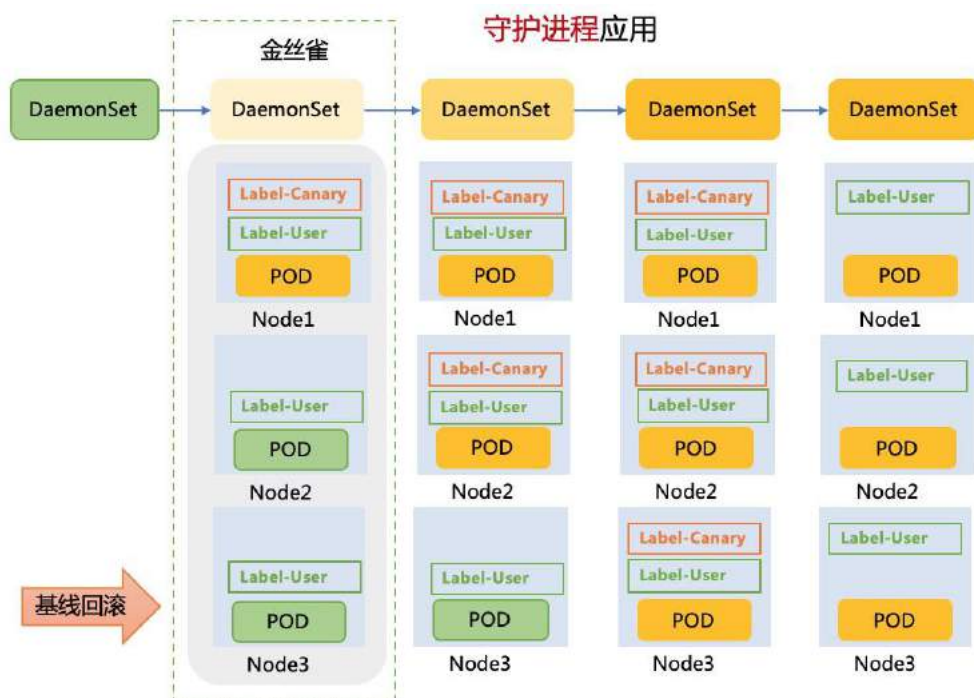 守护进程应用
金丝雀
DaemonSet
DaemonSet
DaemonSet
DaemonSet
DaemonSet
Label-Canary
Label-User
POD
Node1
Label-Canary
Label-User
POD
Node1
Label-Canary
Label-User
POD
Node1
Label-User
POD
Node1
Label-User
POD
Node2
Label-Canary
Label-User
POD
Node2
Label-Canary
Label-User
POD
Node2
Label-User
POD
Node2
基线回滚
Label-User
POD
Node3
Label-User
POD
Node3
Label-Canary
Label-User
POD
Node3
Label-User
POD
Node3